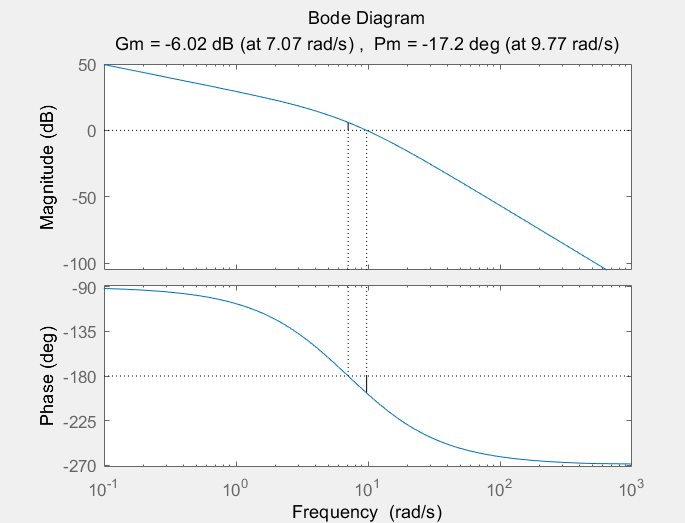 Bode Diagram
Gm = -6.02 dB (at 7.07 rad/s) ,  Pm = -17.2 deg (at 9.77 rad/s)
Magnitude (dB)
50
0
-50
-100
Phase (deg)
-90
-135
-180
-225
-270
10^-1 10^0 10^1 10^2 10^3
Frequency  (rad/s)